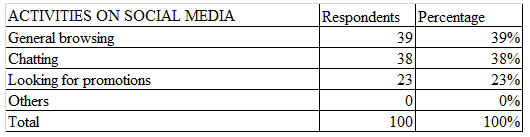 ACTIVITIES ON SOCIAL MEDIA Respondents Percentage
General browsing 39 39%
Chatting 38 38%
Looking for promotions 23 23%
Others 0 0%
Total 100 100%